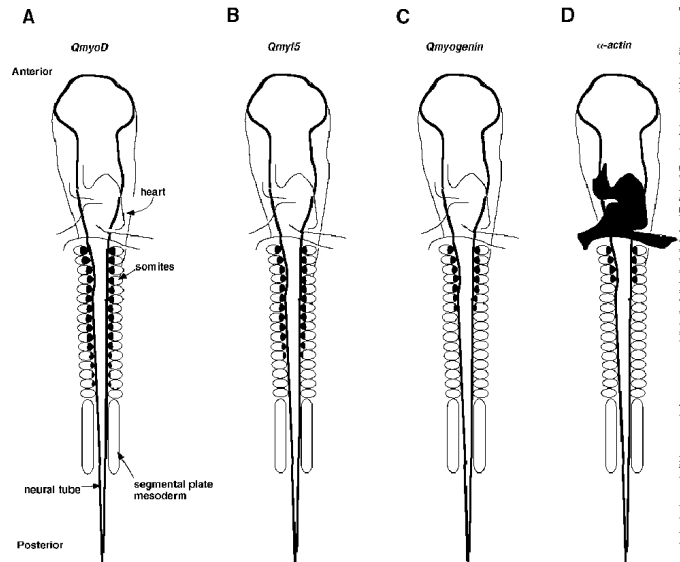 A
B
C
D
QmyoD
Qmyf5
Qmyogenin
α-actin
Anterior
heart
somites
neural tube
segmental plate
mesoderm
Posterior